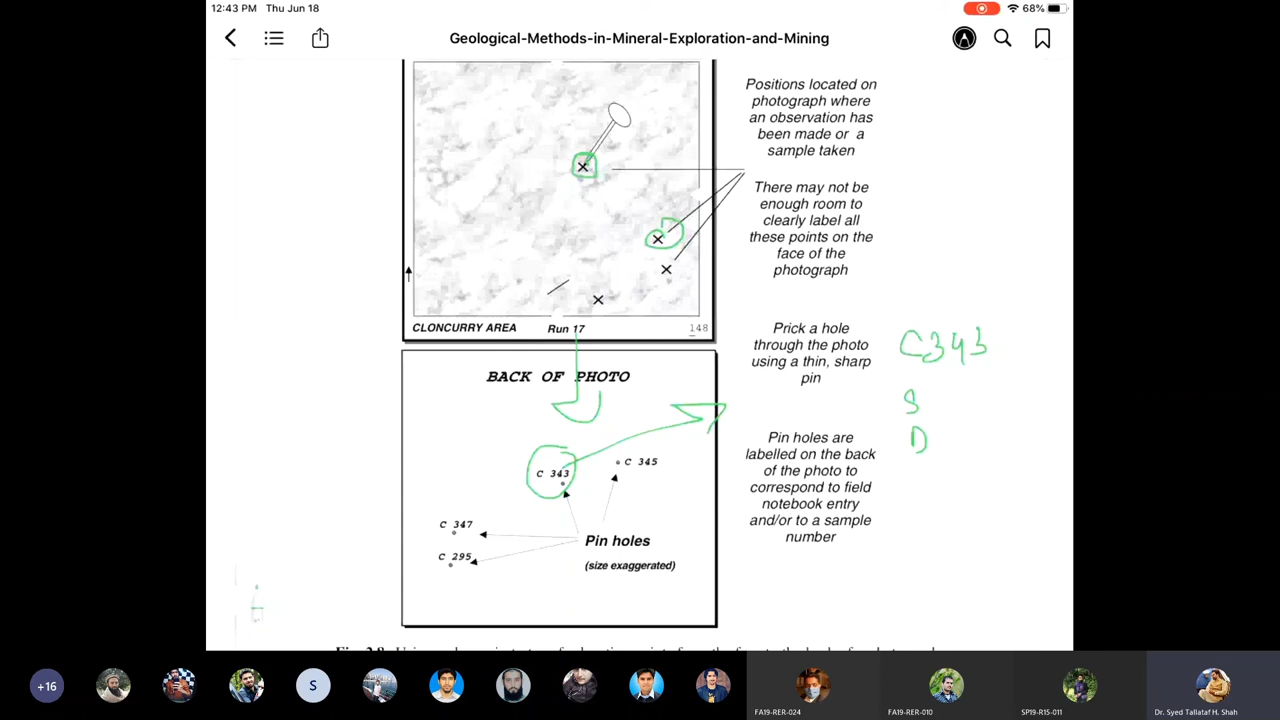 12:43 PM Thu Jun 18
68%
Geological-Methods-in-Mineral-Exploration-and-Mining
Positions located on
photograph where
an observation has
been made or a
sample taken
There may not be
enough room to
clearly label all
these points on the
face of the
photograph
CLONCURRY AREA Run 17 148
Prick a hole
through the photo
using a thin, sharp
pin
C343
S
D
BACK OF PHOTO
Pin holes are
labelled on the back
of the photo to
correspond to field
notebook entry
and/or to a sample
number
C 343
C 345
C 347
C 295
Pin holes
(size exaggerated)
+16
S
FA19-RER-024
FA19-RER-010
SP19-R15-011
Dr. Syed Tallataf H. Shah